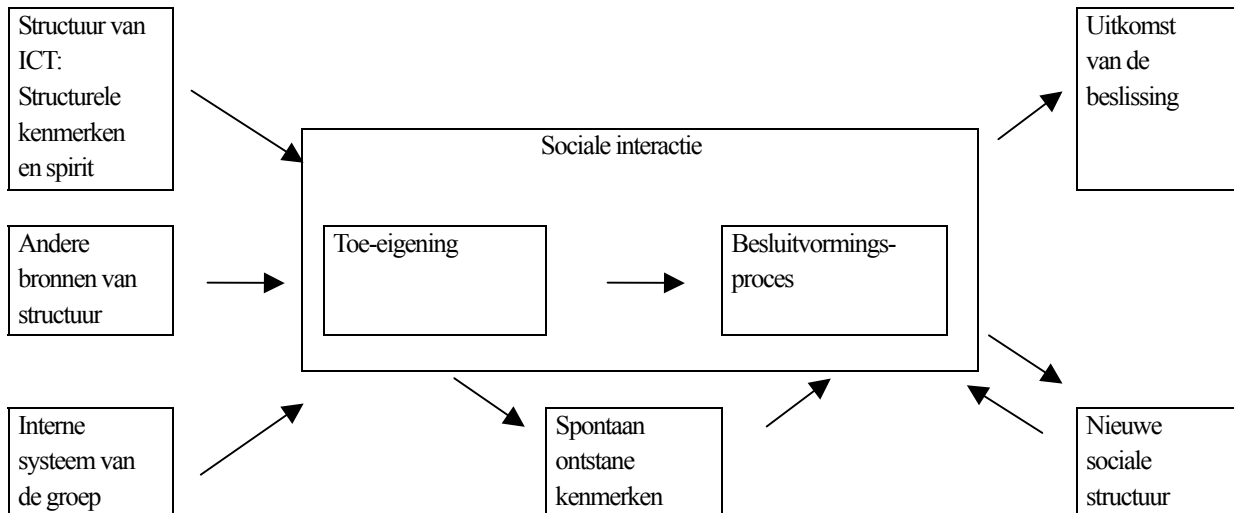 Structuur van
ICT:
Structurele
kenmerken
en spirit
Uitkomst
van de
beslissing
Sociale interactie
Andere
bronnen van
structuur
Toe-eigening
Besluitvormings-
proces
Interne
systeem van
de groep
Spontaan
ontstane
kenmerken
Nieuwe
sociale
structuur